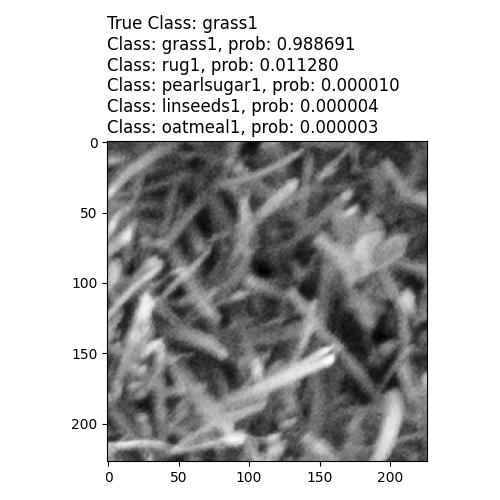 True Class: grass1
Class: grass1, prob: 0.988691
Class: rug1, prob: 0.011280
Class: pearlsugar1, prob: 0.000010
Class: linseeds1, prob: 0.000004
Class: oatmeal1, prob: 0.000003
0
50
100
150
200
0 50 100 150 200